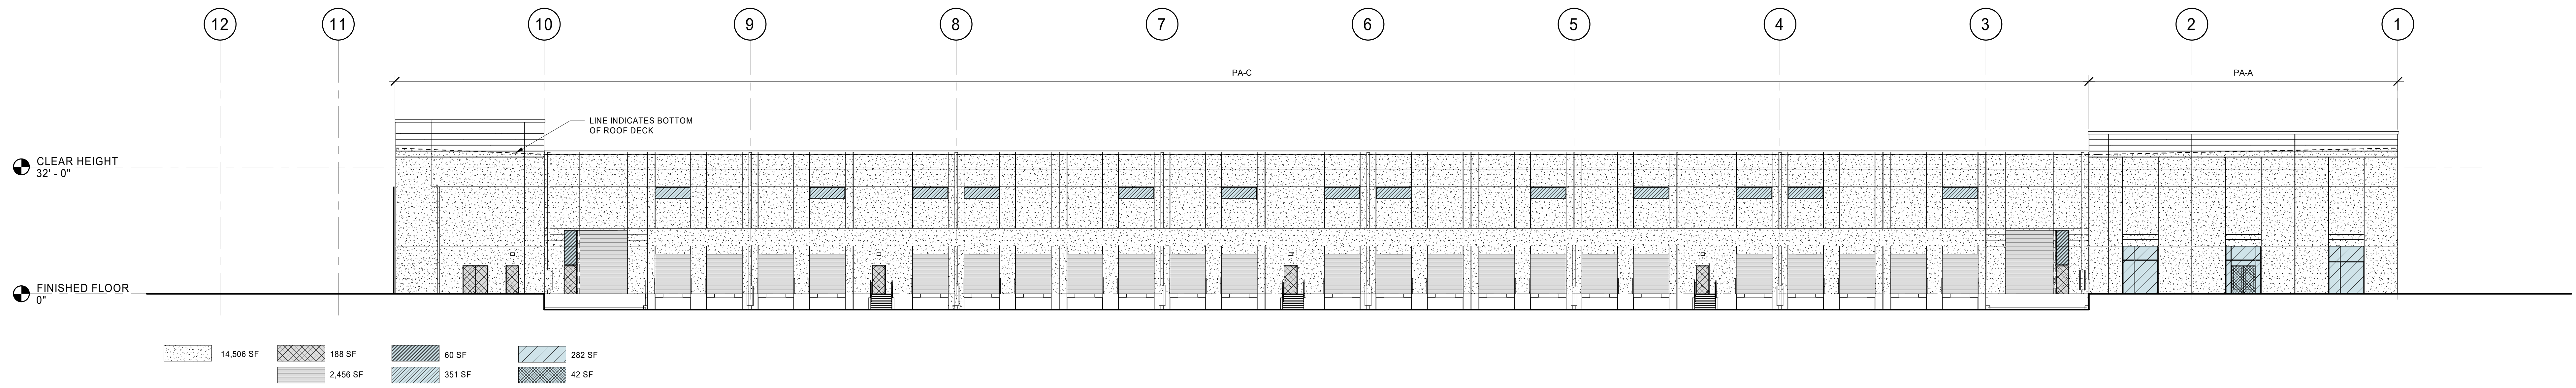 12 11 10 9 8 7 6 5 4 3 2 1
PA-C PA-A
LINE INDICATES BOTTOM
OF ROOF DECK
CLEAR HEIGHT
32' - 0"
FINISHED FLOOR
0"
14,506 SF 188 SF 60 SF 282 SF
2,456 SF 351 SF 42 SF